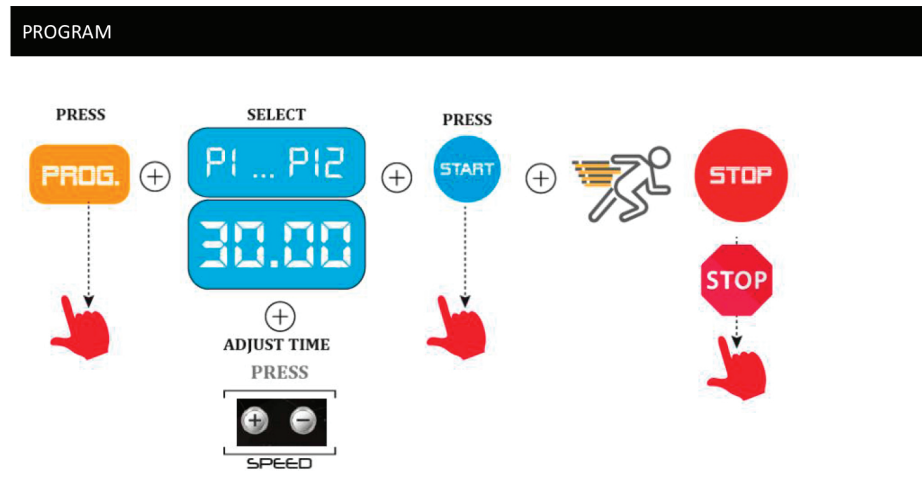 PROGRAM
PRESS
PROG.
SELECT
P1 ... P12
30.00
ADJUST TIME
PRESS
+ −
SPEED
PRESS
START
STOP
STOP